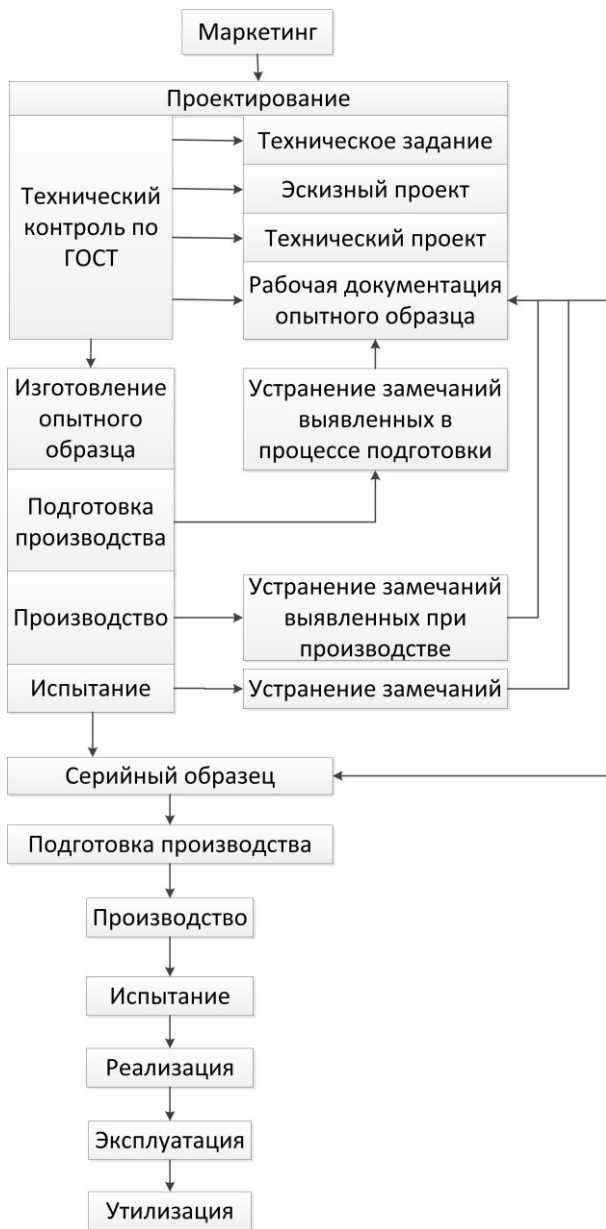 Маркетинг
Проектирование
Технический
контроль по
ГОСТ
Техническое задание
Эскизный проект
Технический проект
Рабочая документация
опытного образца
Изготовление
опытного
образца
Устранение замечаний
выявленных в
процессе подготовки
Подготовка
производства
Производство
Устранение замечаний
выявленных при
производстве
Испытание
Устранение замечаний
Серийный образец
Подготовка производства
Производство
Испытание
Реализация
Эксплуатация
Утилизация